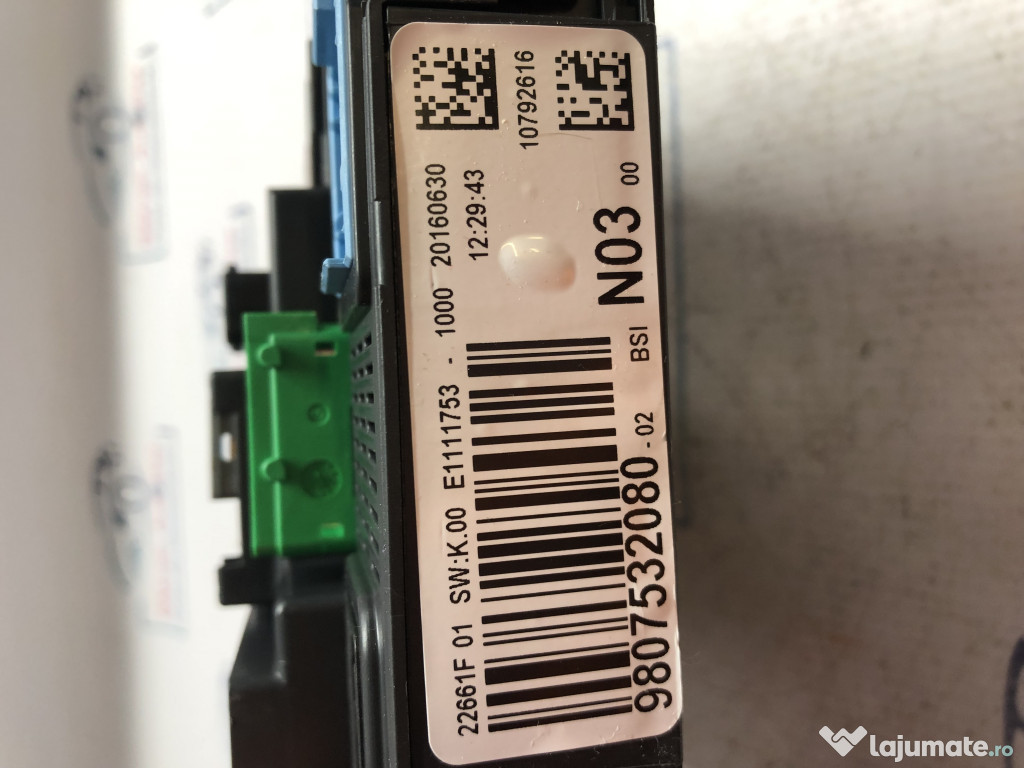 22661F 01 SW:K.00 E1111753 - 1000 20160630
12:29:43
10792616
N03 00
9807532080 -02 BSI
lajumate.ro